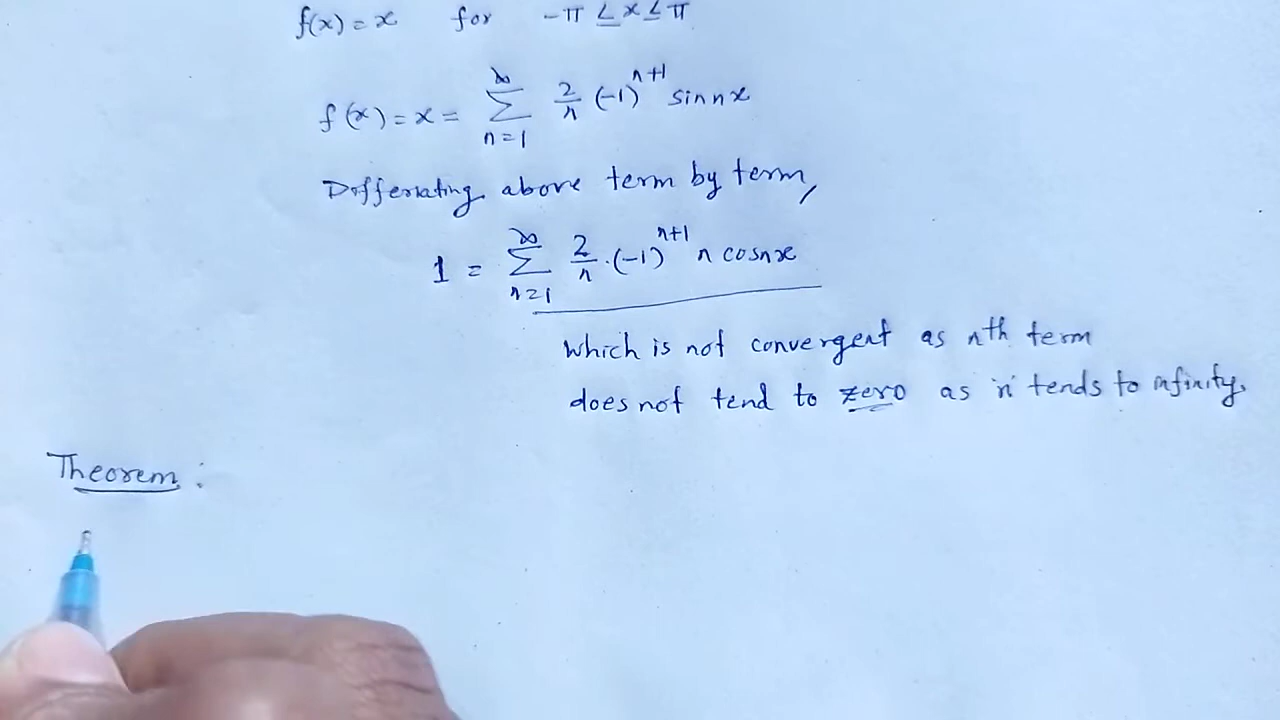 f(x) = x for -π ≤ x ≤ π
f(x) = x = ∑_{n=1}^{∞} 2/n (-1)^{n+1} sin nx
Differiating above term by term,
1 = ∑_{n=1}^{∞} 2/n · (-1)^{n+1} n cos nx
which is not convergent as nth term
does not tend to zero as 'n' tends to infinity.
Theorem :